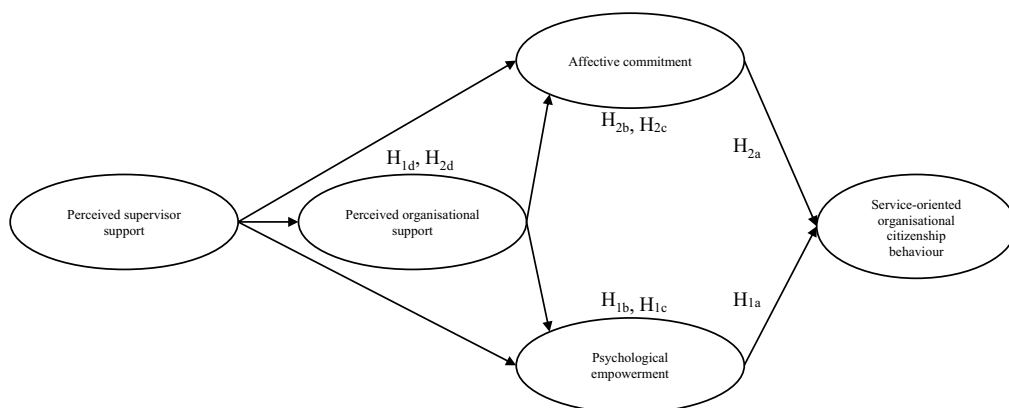 Affective commitment
H2b, H2c
H2a
H1d, H2d
Perceived supervisor
support
Perceived organisational
support
Service-oriented
organisational
citizenship
behaviour
H1b, H1c
H1a
Psychological
empowerment